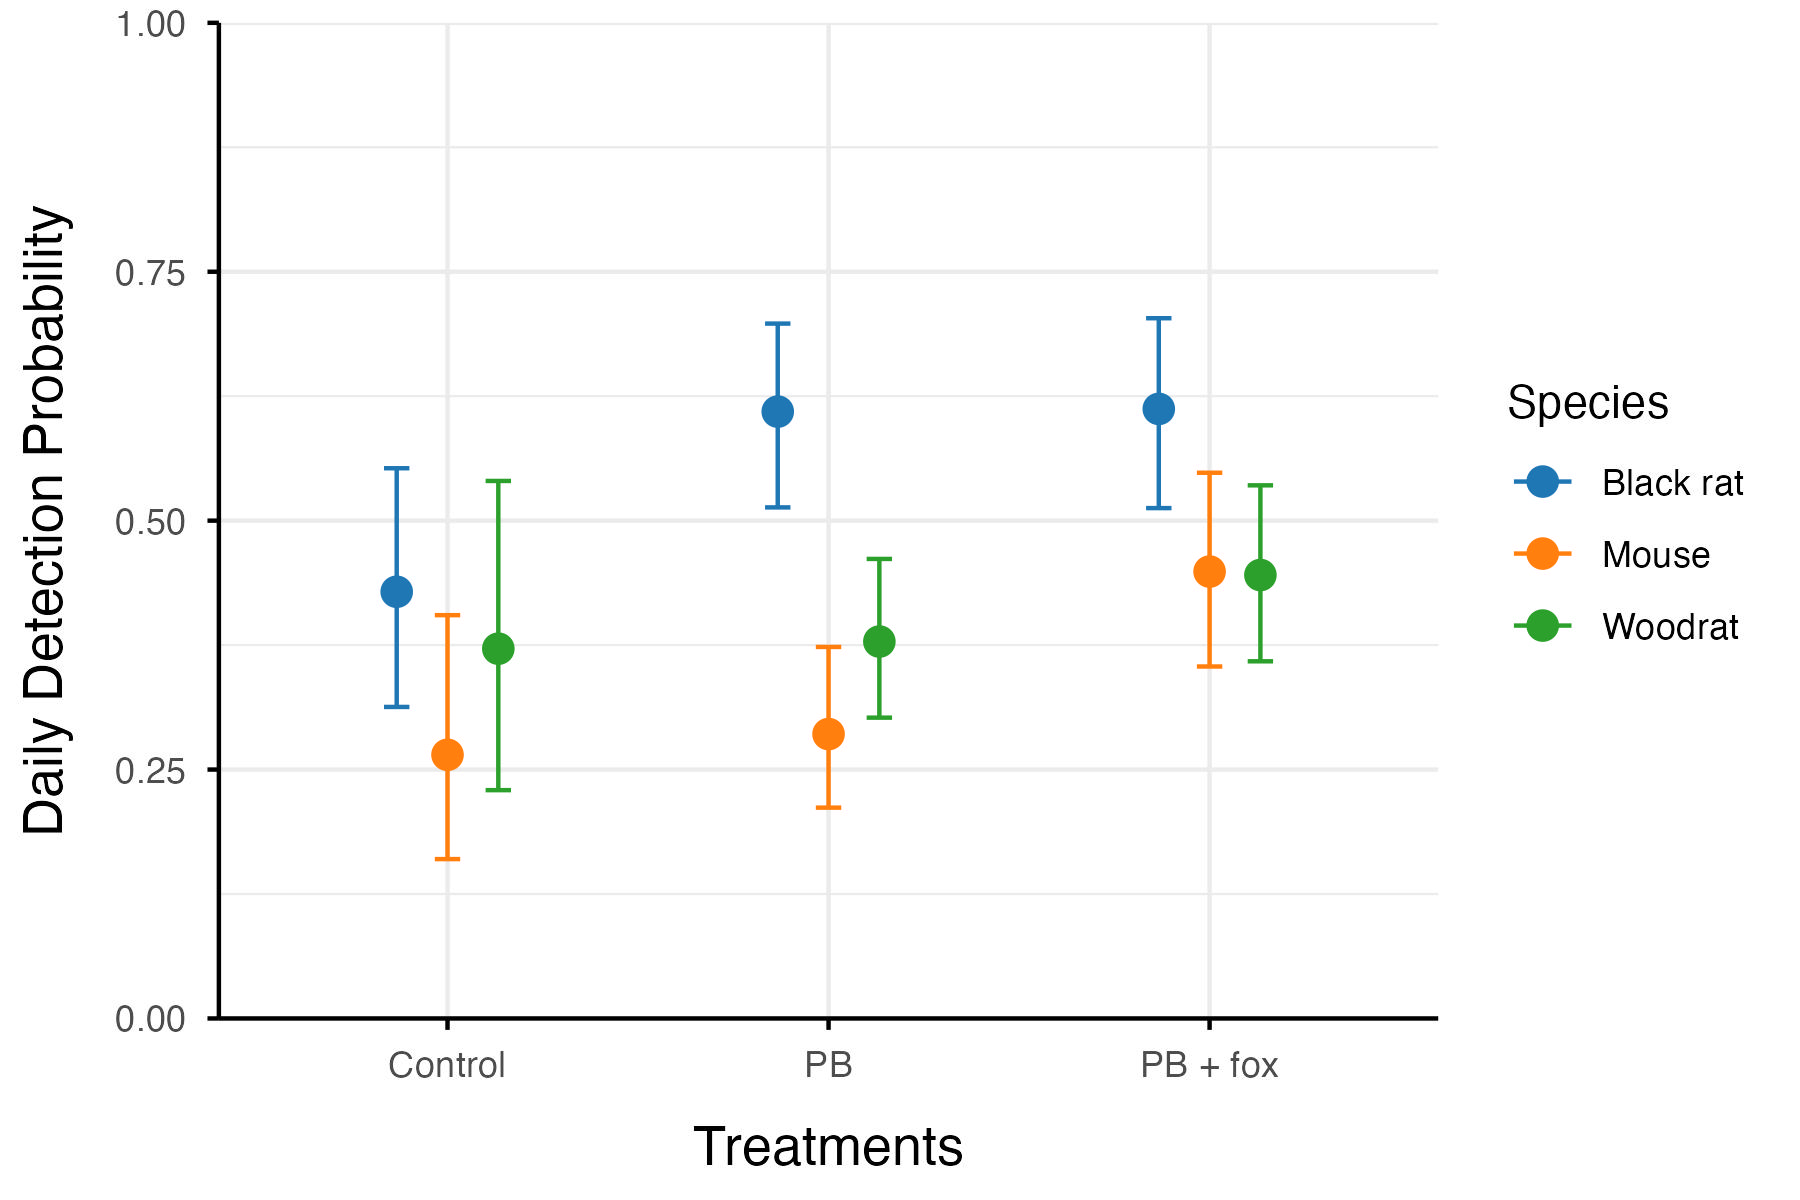 1.00
0.75
0.50
0.25
0.00
Daily Detection Probability
Control
PB
PB + fox
Treatments
Species
Black rat
Mouse
Woodrat